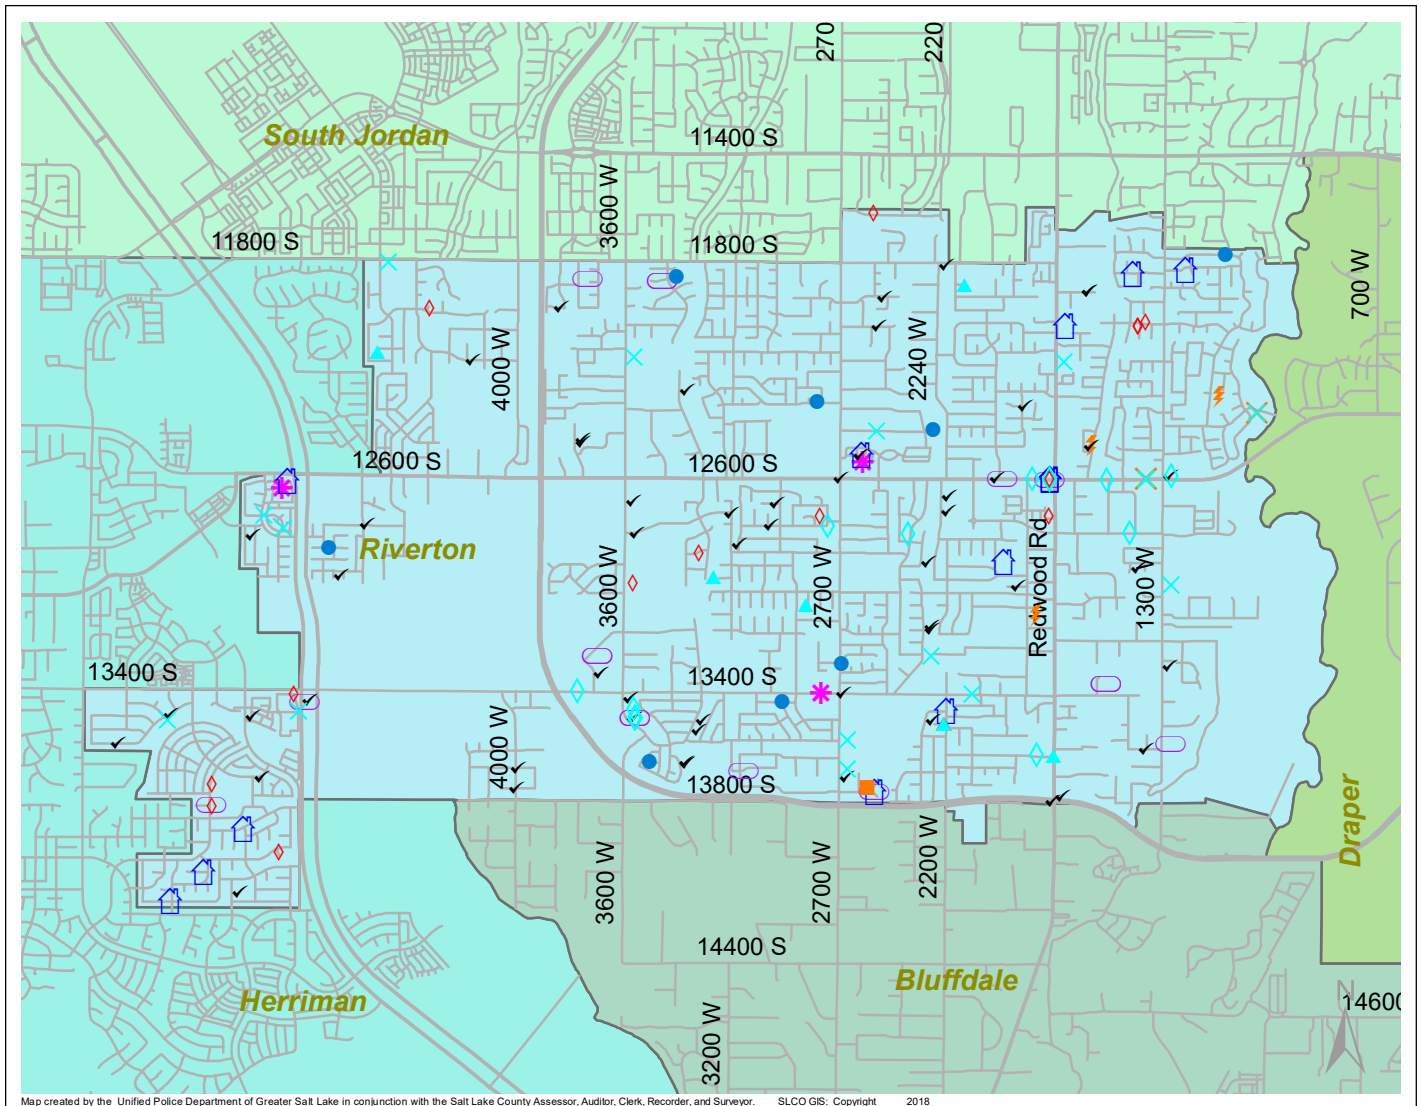 270
220
South Jordan
11400 S
3600 W
11800 S
11800 S
700 W
4000 W
2240 W
12600 S
12600 S
Riverton
3600 W
2700 W
Redwood Rd
1300 W
13400 S
13400 S
4000 W
13800 S
Draper
3600 W
2700 W
2200 W
14400 S
Bluffdale
Herriman
14600
3200 W
Map created by the Unified Police Department of Greater Salt Lake in conjunction with the Salt Lake County Assessor, Auditor, Clerk, Recorder, and Surveyor. SLCO GIS: Copyright 2018